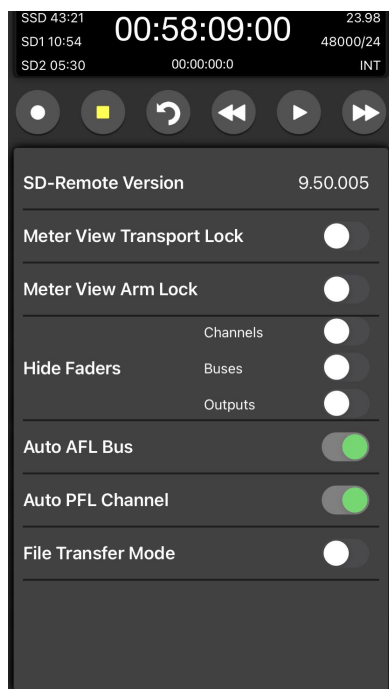 SSD 43:21
SD1 10:54
SD2 05:30
00:58:09:00
00:00:00:0
23.98
48000/24
INT
SD-Remote Version 9.50.005
Meter View Transport Lock
Meter View Arm Lock
Hide Faders
Channels
Buses
Outputs
Auto AFL Bus
Auto PFL Channel
File Transfer Mode